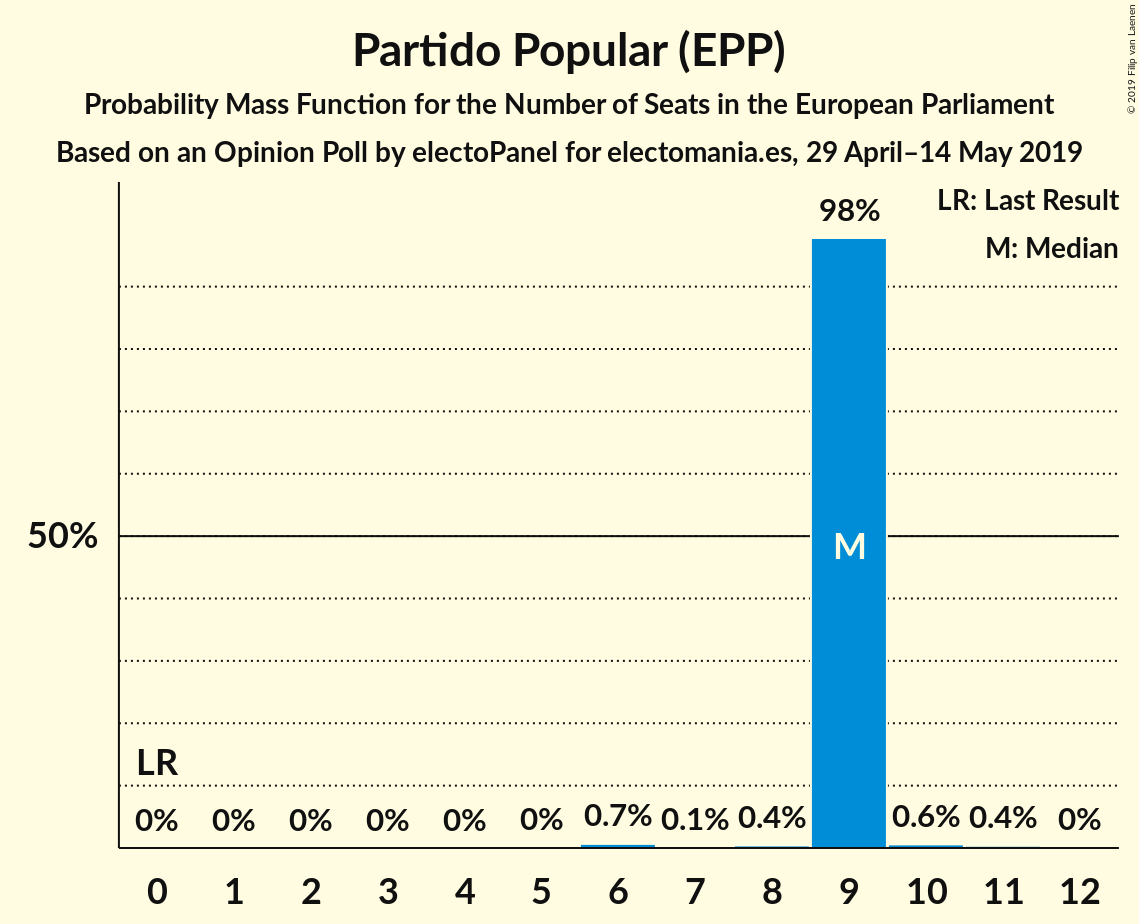 Partido Popular (EPP)
Probability Mass Function for the Number of Seats in the European Parliament
Based on an Opinion Poll by electoPanel for electomania.es, 29 April–14 May 2019
© 2019 Filip van Laenen
LR: Last Result
M: Median
98%
50%
M
LR
0% 0% 0% 0% 0% 0% 0.7% 0.1% 0.4% 0.6% 0.4% 0%
0 1 2 3 4 5 6 7 8 9 10 11 12